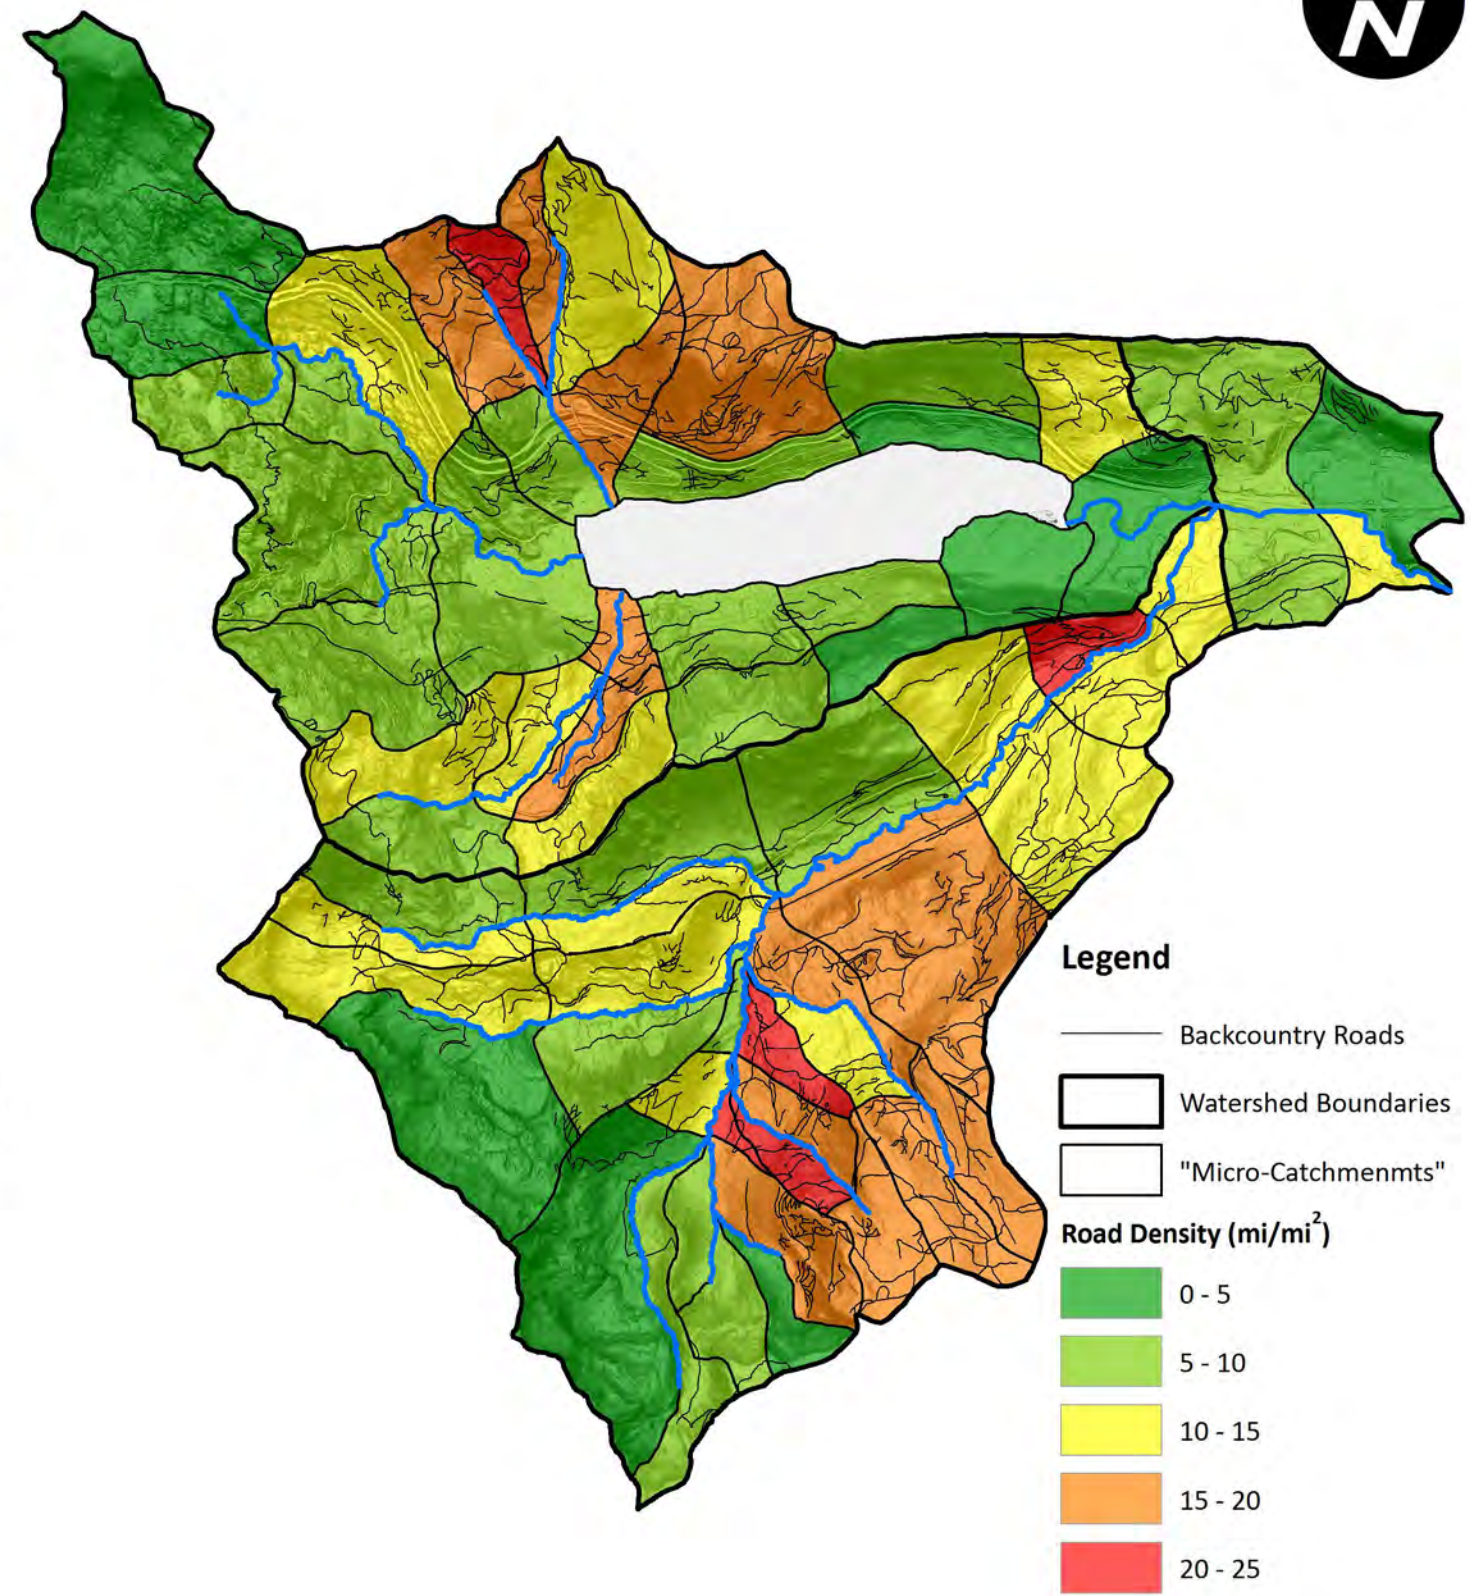 N
Legend
Backcountry Roads
Watershed Boundaries
"Micro-Catchmenmts"
Road Density (mi/mi²)
0 - 5
5 - 10
10 - 15
15 - 20
20 - 25